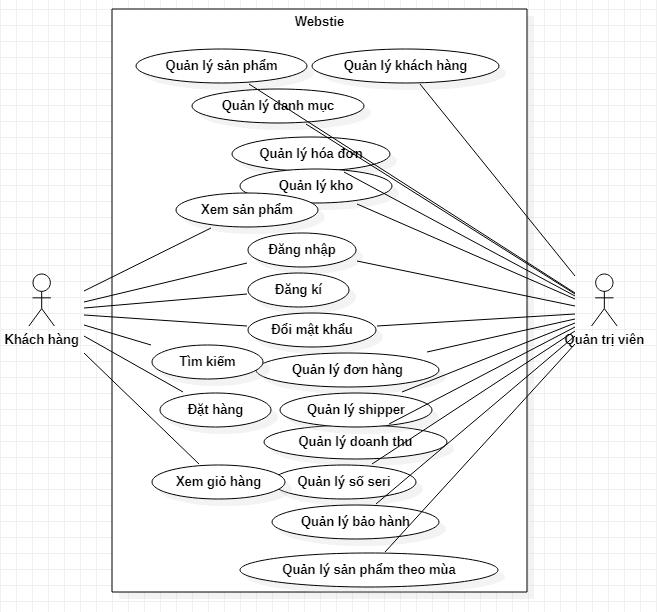 Webstie
Quản lý sản phẩm
Quản lý khách hàng
Quản lý danh mục
Quản lý hóa đơn
Quản lý kho
Xem sản phẩm
Đăng nhập
Đăng kí
Đổi mật khẩu
Khách hàng
Quản trị viên
Tìm kiếm
Quản lý đơn hàng
Đặt hàng
Quản lý shipper
Quản lý doanh thu
Xem giỏ hàng
Quản lý số seri
Quản lý bảo hành
Quản lý sản phẩm theo mùa